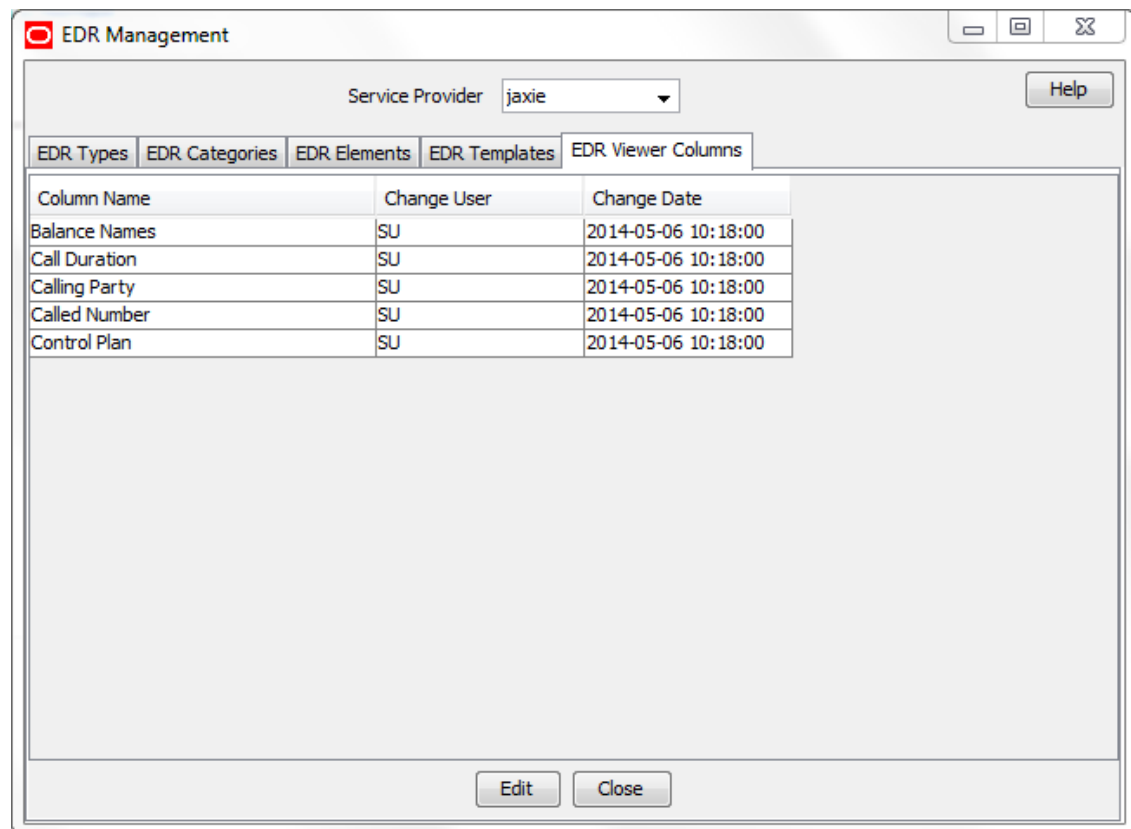 EDR Management
Service Provider jaxie Help
EDR Types EDR Categories EDR Elements EDR Templates EDR Viewer Columns
Column Name Change User Change Date
Balance Names SU 2014-05-06 10:18:00
Call Duration SU 2014-05-06 10:18:00
Calling Party SU 2014-05-06 10:18:00
Called Number SU 2014-05-06 10:18:00
Control Plan SU 2014-05-06 10:18:00
Edit Close